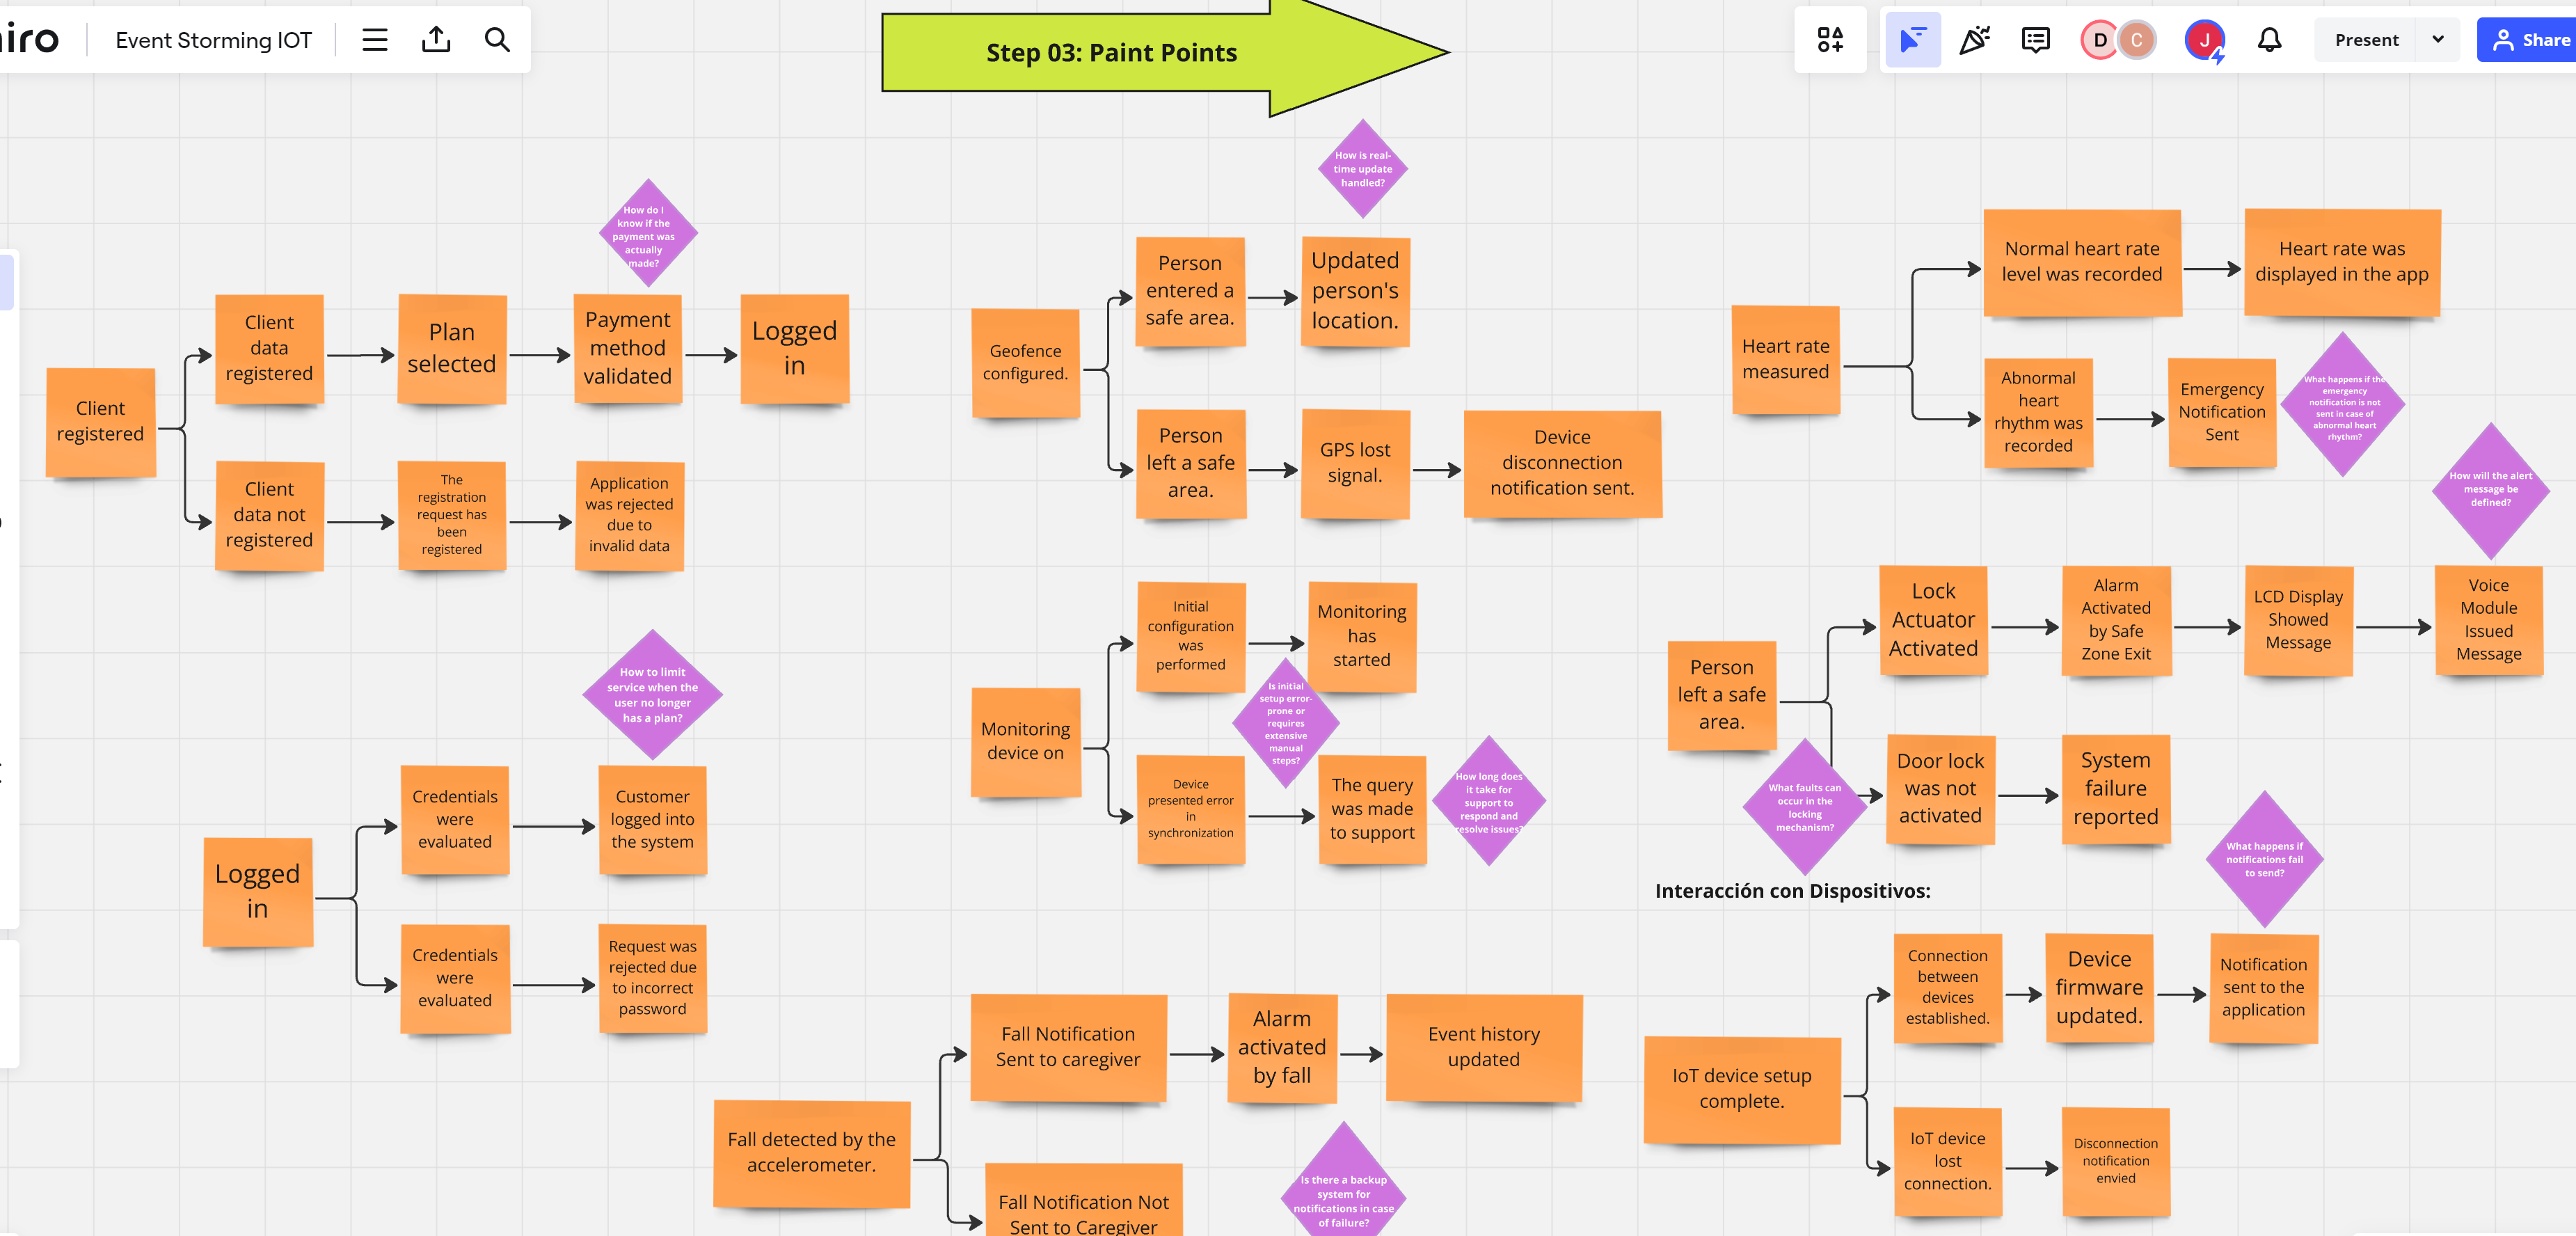 miro
Event Storming IOT
Step 03: Paint Points
D
C
J
Present
Share
How do I
know if the
payment was
actually
made?
Client
registered
Client
data
registered
Plan
selected
Payment
method
validated
Logged
in
Client
data not
registered
The
registration
request has
been
registered
Application
was rejected
due to
invalid data
How is real-
time update
handled?
Geofence
configured.
Person
entered a
safe area.
Updated
person's
location.
Person
left a safe
area.
GPS lost
signal.
Device
disconnection
notification sent.
Heart rate
measured
Normal heart rate
level was recorded
Heart rate was
displayed in the app
Abnormal
heart
rhythm was
recorded
Emergency
Notification
Sent
What happens if the
emergency
notification is not
sent in case of
abnormal heart
rhythm?
How will the alert
message be
defined?
How to limit
service when the
user no longer
has a plan?
Logged
in
Credentials
were
evaluated
Customer
logged into
the system
Credentials
were
evaluated
Request was
rejected due
to incorrect
password
Monitoring
device on
Initial
configuration
was
performed
Monitoring
has
started
Is initial
setup error-
prone or
requires
extensive
manual
steps?
Device
presented error
in
synchronization
The query
was made
to support
How long does
it take for
support to
respond and
resolve issues?
Person
left a safe
area.
Lock
Actuator
Activated
Alarm
Activated
by Safe
Zone Exit
LCD Display
Showed
Message
Voice
Module
Issued
Message
What faults can
occur in the
locking
mechanism?
Door lock
was not
activated
System
failure
reported
What happens if
notifications fail
to send?
Interacción con Dispositivos:
Fall detected by the
accelerometer.
Fall Notification
Sent to caregiver
Alarm
activated
by fall
Event history
updated
Fall Notification Not
Sent to Caregiver
Is there a backup
system for
notifications in case
of failure?
IoT device setup
complete.
Connection
between
devices
established.
Device
firmware
updated.
Notification
sent to the
application
IoT device
lost
connection.
Disconnection
notification
envied